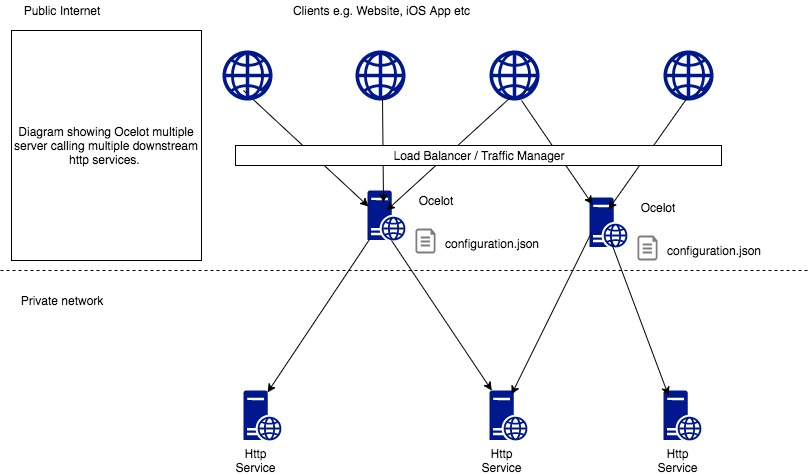 Public Internet
Clients e.g. Website, iOS App etc
Diagram showing Ocelot multiple
server calling multiple downstream
http services.
Load Balancer / Traffic Manager
Ocelot
configuration.json
Ocelot
configuration.json
Private network
Http
Service
Http
Service
Http
Service